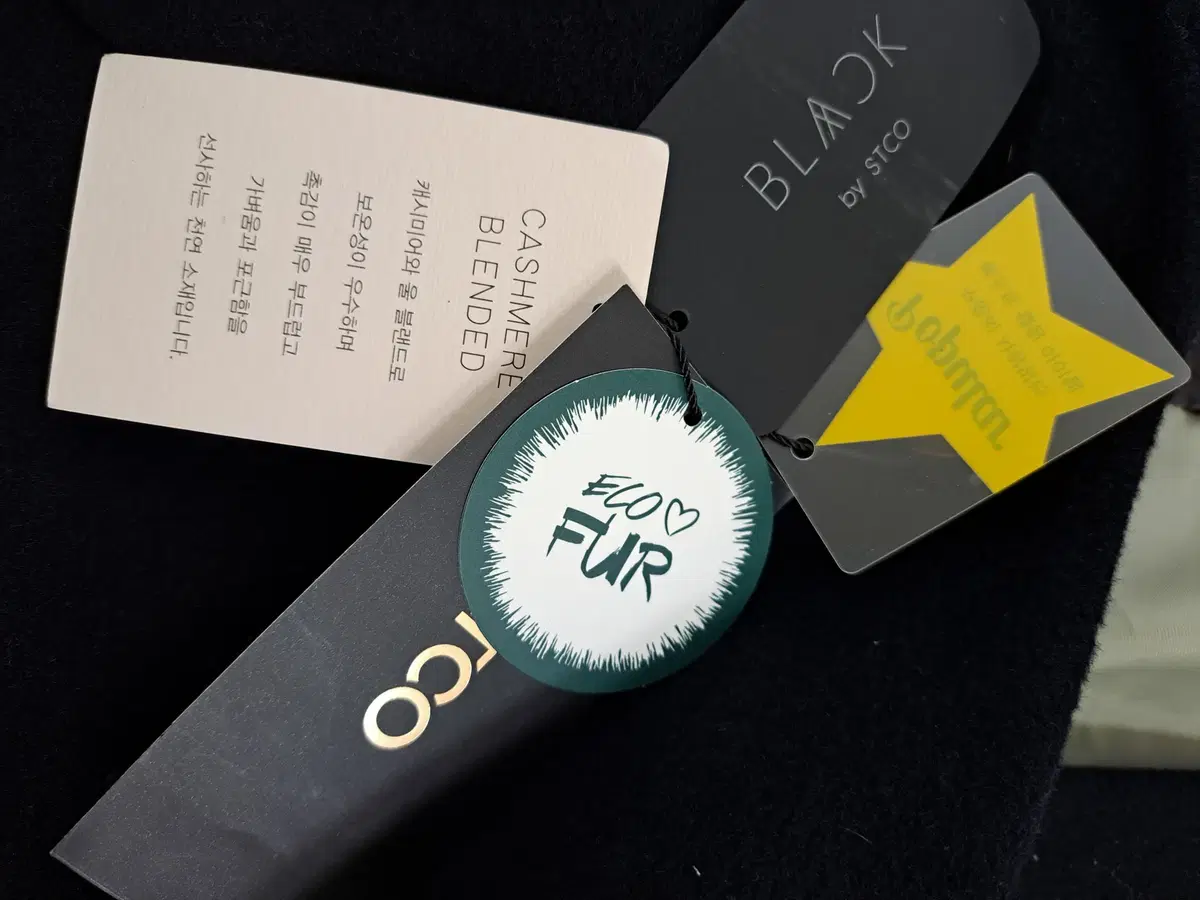 CASHMERE
BLENDED
캐시미어와 울 블랜드로
보온성이 우수하며
촉감이 매우 부드럽고
가벼움과 포근함을
선사하는 천연 소재입니다.
BLACK
by STCO
ECO
FUR
TCO
Popular